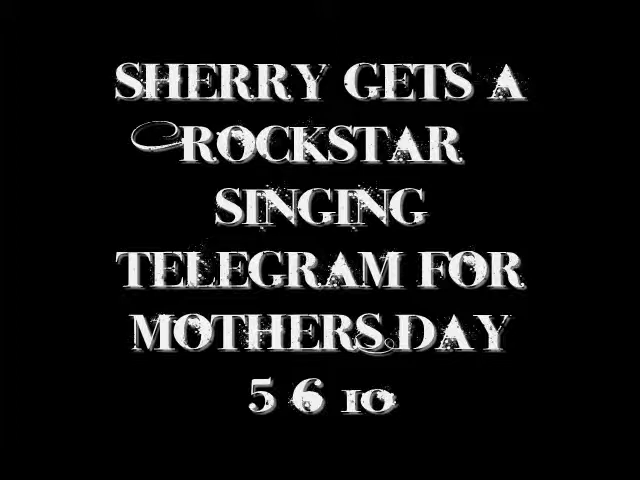 SHERRY GETS A
ROCKSTAR
SINGING
TELEGRAM FOR
MOTHERS DAY
5 6 10